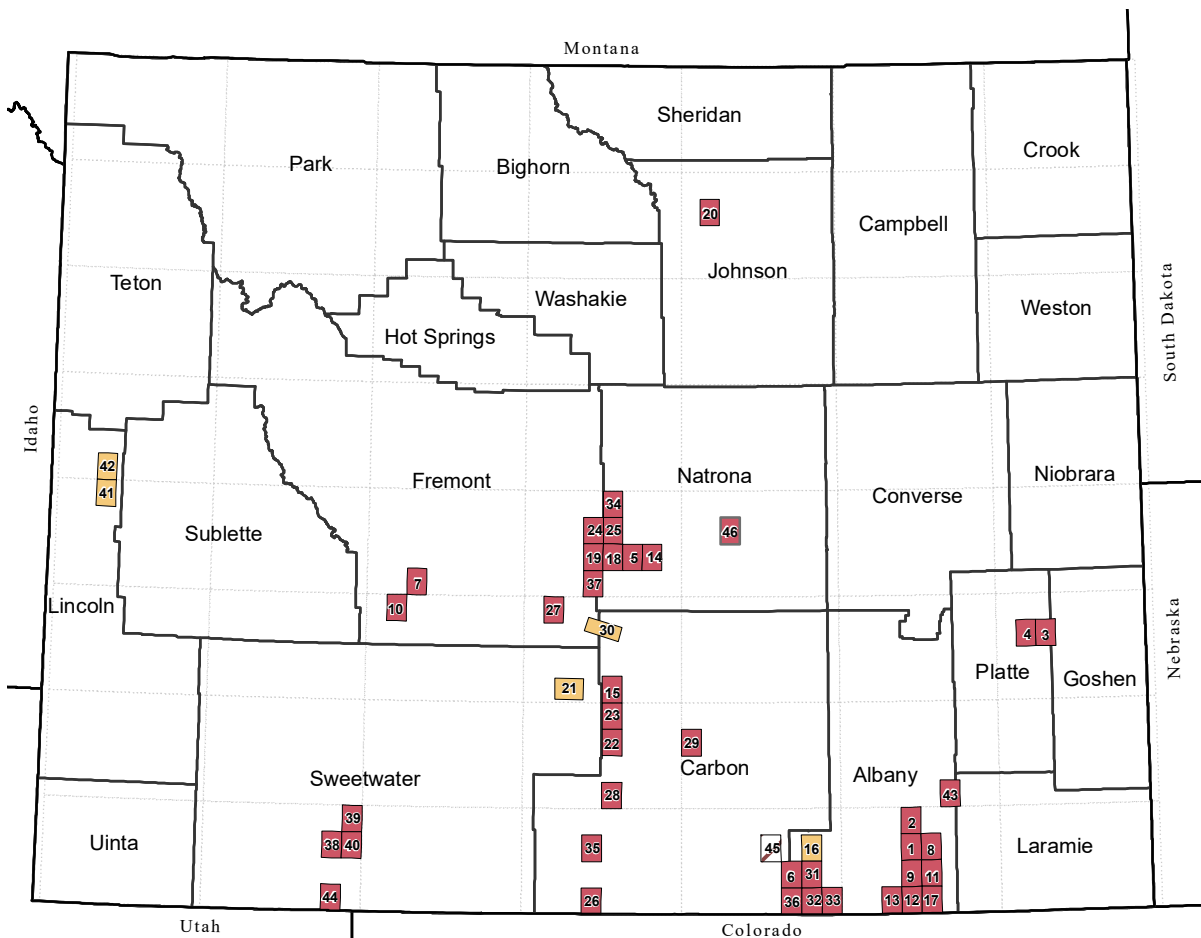 Montana
Sheridan
Crook
Park
Bighorn
20
Campbell
Johnson
Teton
Washakie
Weston
Hot Springs
South Dakota
Idaho
42
41
Fremont
Natrona
Niobrara
Converse
34
24 25
46
Sublette
19 18 5 14
7
37
10
27
Lincoln
30
4 3
Nebraska
Platte
Goshen
21
15
23
22
29
Carbon
Sweetwater
Albany
28
43
39
2
38 40
35
45
16
1 8
Uinta
Laramie
6 31
9 11
44
26
36 32 33
13 12 17
Utah
Colorado